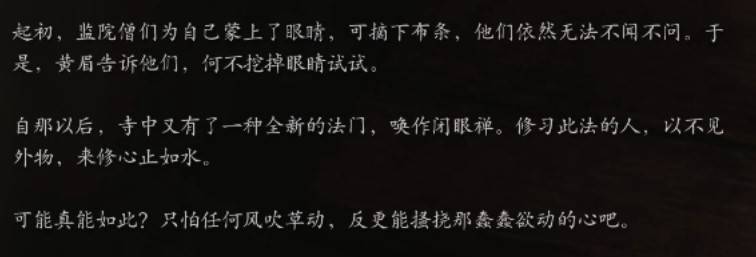 起初，监院僧们为自己蒙上了眼睛，可摘下布条，他们依然无法不闻不问。于
是，黄眉告诉他们，何不挖掉眼睛试试。
自那以后，寺中又有了一种全新的法门，唤作闭眼禅。修习此法的人，以不见
外物，来修心止如水。
可能真能如此？只怕任何风吹草动，反更能搔挠那蠢蠢欲动的心吧。